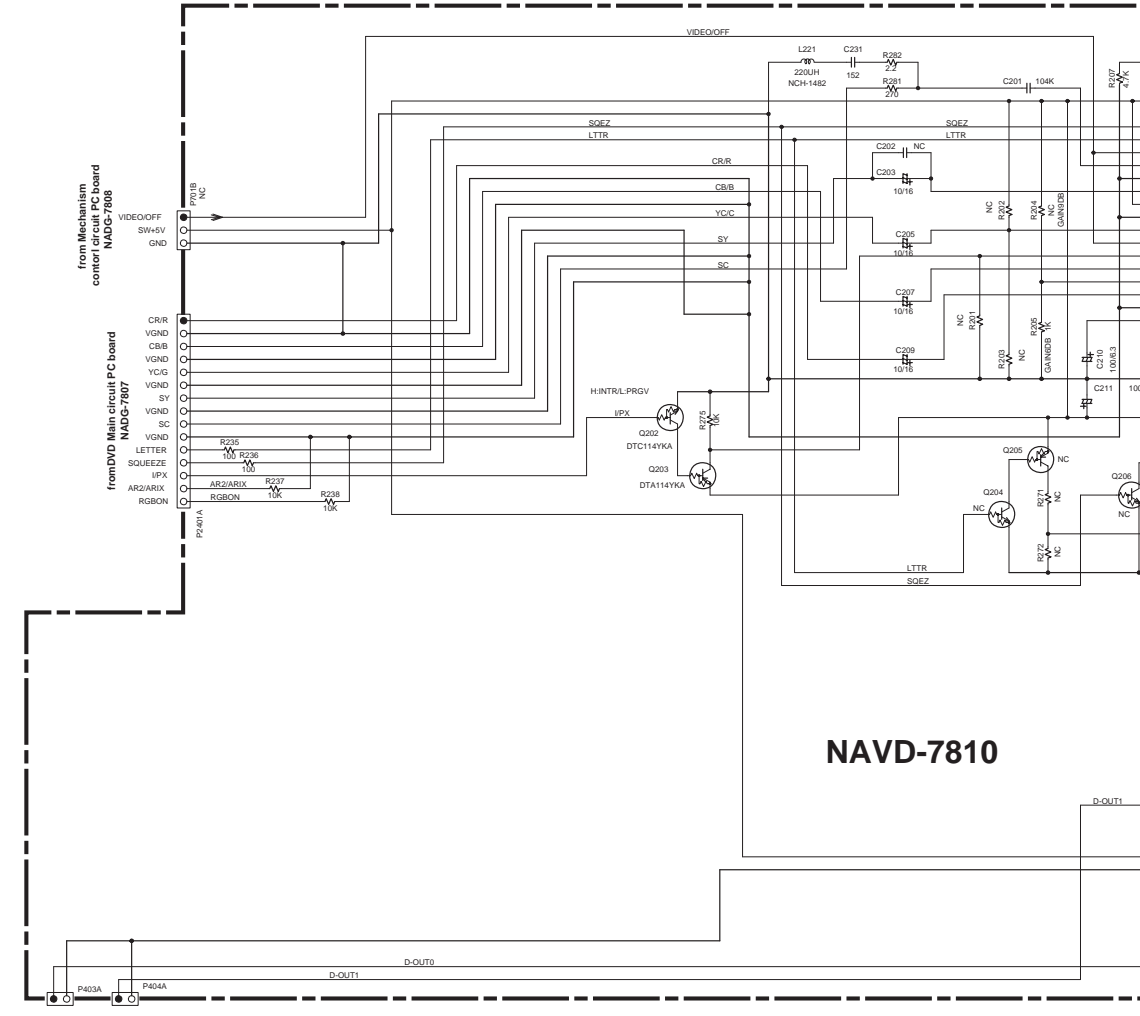 VIDEO/OFF
L221
220UH
NCH-1482
C231
152
R282
2.2
R281
270
C201
104K
R207
4.7K
SQEZ
SQEZ
LTTR
LTTR
C202
NC
CR/R
C203
10/16
CB/B
from Mechanism
contorl circuit PC board
NADG-7808
P701B
NC
VIDEO/OFF
SW+5V
GND
YC/C
SY
SC
C205
10/16
NC
R202
R204
NC
GAIN9DB
C207
10/16
NC
R201
R203
NC
R205
1K
GAIN6DB
C209
10/16
C210
100/6.3
C211
100
fromDVD Main circuit PC board
NADG-7807
CR/R
VGND
CB/B
VGND
YC/G
VGND
SY
VGND
SC
VGND
LETTER
SQUEEZE
I/PX
AR2/ARIX
RGBON
P2401A
R235
100
R236
100
AR2/ARIX
R237
10K
RGBON
R238
10K
H:INTR/L:PRGV
I/PX
Q202
DTC114YKA
R275
10K
Q203
DTA114YKA
Q205
NC
Q204
NC
R271
NC
R272
NC
Q206
NC
LTTR
SQEZ
NAVD-7810
D-OUT1
D-OUT0
D-OUT1
P403A
P404A